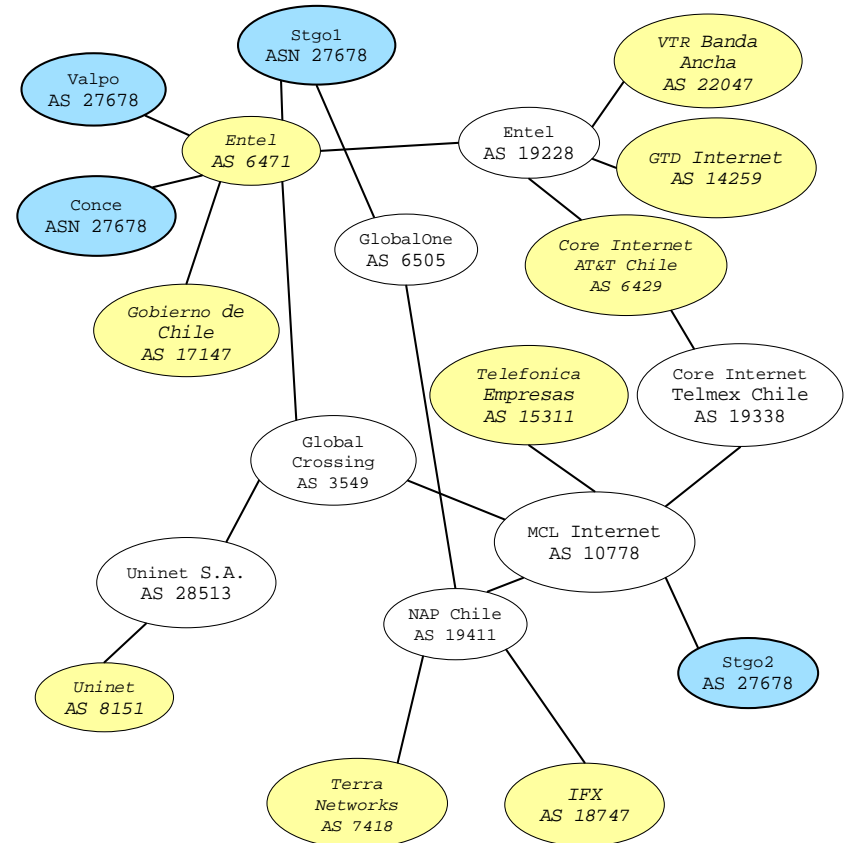 Stgo1
ASN 27678
VTR Banda
Ancha
AS 22047
Valpo
AS 27678
Entel
AS 6471
Entel
AS 19228
GTD Internet
AS 14259
Conce
ASN 27678
GlobalOne
AS 6505
Core Internet
AT&T Chile
AS 6429
Gobierno de
Chile
AS 17147
Telefonica
Empresas
AS 15311
Core Internet
Telmex Chile
AS 19338
Global
Crossing
AS 3549
MCL Internet
AS 10778
Uninet S.A.
AS 28513
NAP Chile
AS 19411
Stgo2
AS 27678
Uninet
AS 8151
Terra
Networks
AS 7418
IFX
AS 18747